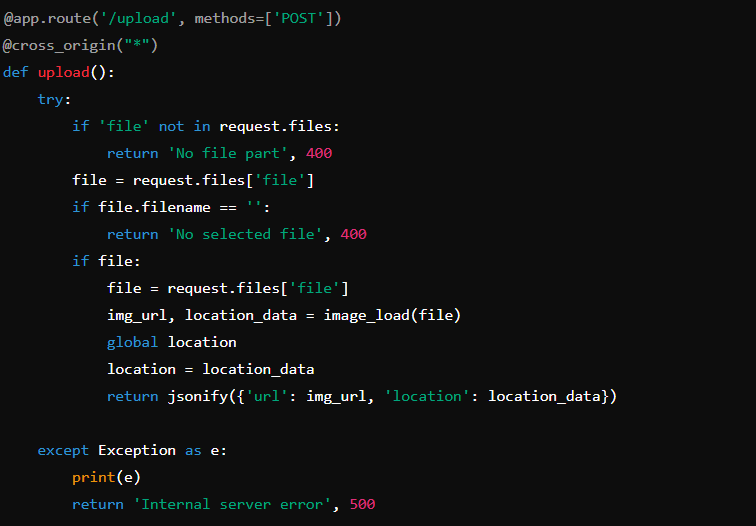 @app.route('/upload', methods=['POST'])
@cross_origin("*")
def upload():
    try:
        if 'file' not in request.files:
            return 'No file part', 400
        file = request.files['file']
        if file.filename == '':
            return 'No selected file', 400
        if file:
            file = request.files['file']
            img_url, location_data = image_load(file)
            global location
            location = location_data
            return jsonify({'url': img_url, 'location': location_data})

    except Exception as e:
        print(e)
        return 'Internal server error', 500